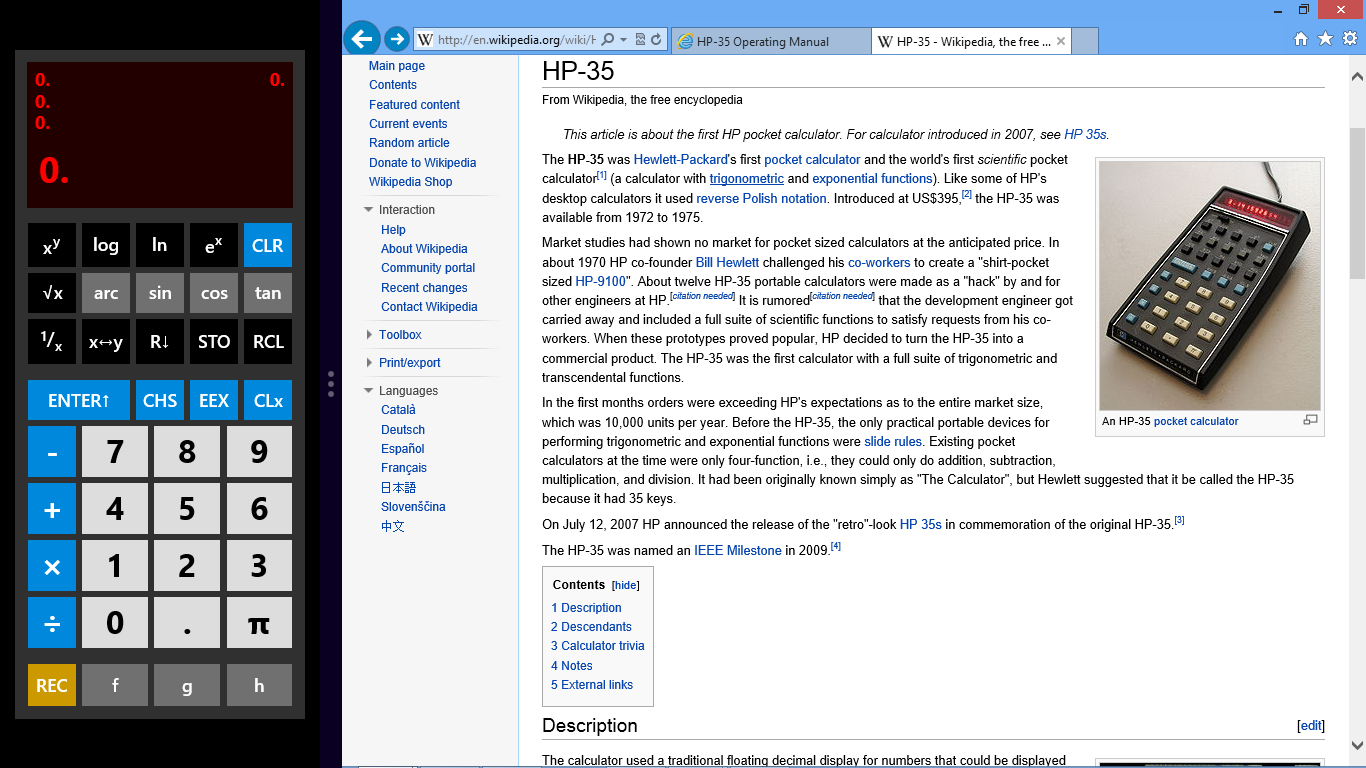 0. 0.
0.
0.
0.
xʸ log ln eˣ CLR
√x arc sin cos tan
1/x x↔y R↓ STO RCL
ENTER↑ CHS EEX CLx
- 7 8 9
+ 4 5 6
× 1 2 3
÷ 0 . π
REC f g h
http://en.wikipedia.org/wiki/H
HP-35 Operating Manual
HP-35 - Wikipedia, the free ...
Main page
Contents
Featured content
Current events
Random article
Donate to Wikipedia
Wikipedia Shop
Interaction
Help
About Wikipedia
Community portal
Recent changes
Contact Wikipedia
Toolbox
Print/export
Languages
Català
Deutsch
Español
Français
日本語
Slovenščina
中文
HP-35
From Wikipedia, the free encyclopedia
This article is about the first HP pocket calculator. For calculator introduced in 2007, see HP 35s.
The HP-35 was Hewlett-Packard's first pocket calculator and the world's first scientific pocket
calculator[1] (a calculator with trigonometric and exponential functions). Like some of HP's
desktop calculators it used reverse Polish notation. Introduced at US$395,[2] the HP-35 was
available from 1972 to 1975.
Market studies had shown no market for pocket sized calculators at the anticipated price. In
about 1970 HP co-founder Bill Hewlett challenged his co-workers to create a "shirt-pocket
sized HP-9100". About twelve HP-35 portable calculators were made as a "hack" by and for
other engineers at HP.[citation needed] It is rumored[citation needed] that the development engineer got
carried away and included a full suite of scientific functions to satisfy requests from his co-
workers. When these prototypes proved popular, HP decided to turn the HP-35 into a
commercial product. The HP-35 was the first calculator with a full suite of trigonometric and
transcendental functions.
In the first months orders were exceeding HP's expectations as to the entire market size,
which was 10,000 units per year. Before the HP-35, the only practical portable devices for
performing trigonometric and exponential functions were slide rules. Existing pocket
calculators at the time were only four-function, i.e., they could only do addition, subtraction,
multiplication, and division. It had been originally known simply as "The Calculator", but Hewlett suggested that it be called the HP-35
because it had 35 keys.
On July 12, 2007 HP announced the release of the "retro"-look HP 35s in commemoration of the original HP-35.[3]
The HP-35 was named an IEEE Milestone in 2009.[4]
An HP-35 pocket calculator
Contents [hide]
1 Description
2 Descendants
3 Calculator trivia
4 Notes
5 External links
Description [edit]
The calculator used a traditional floating decimal display for numbers that could be displayed